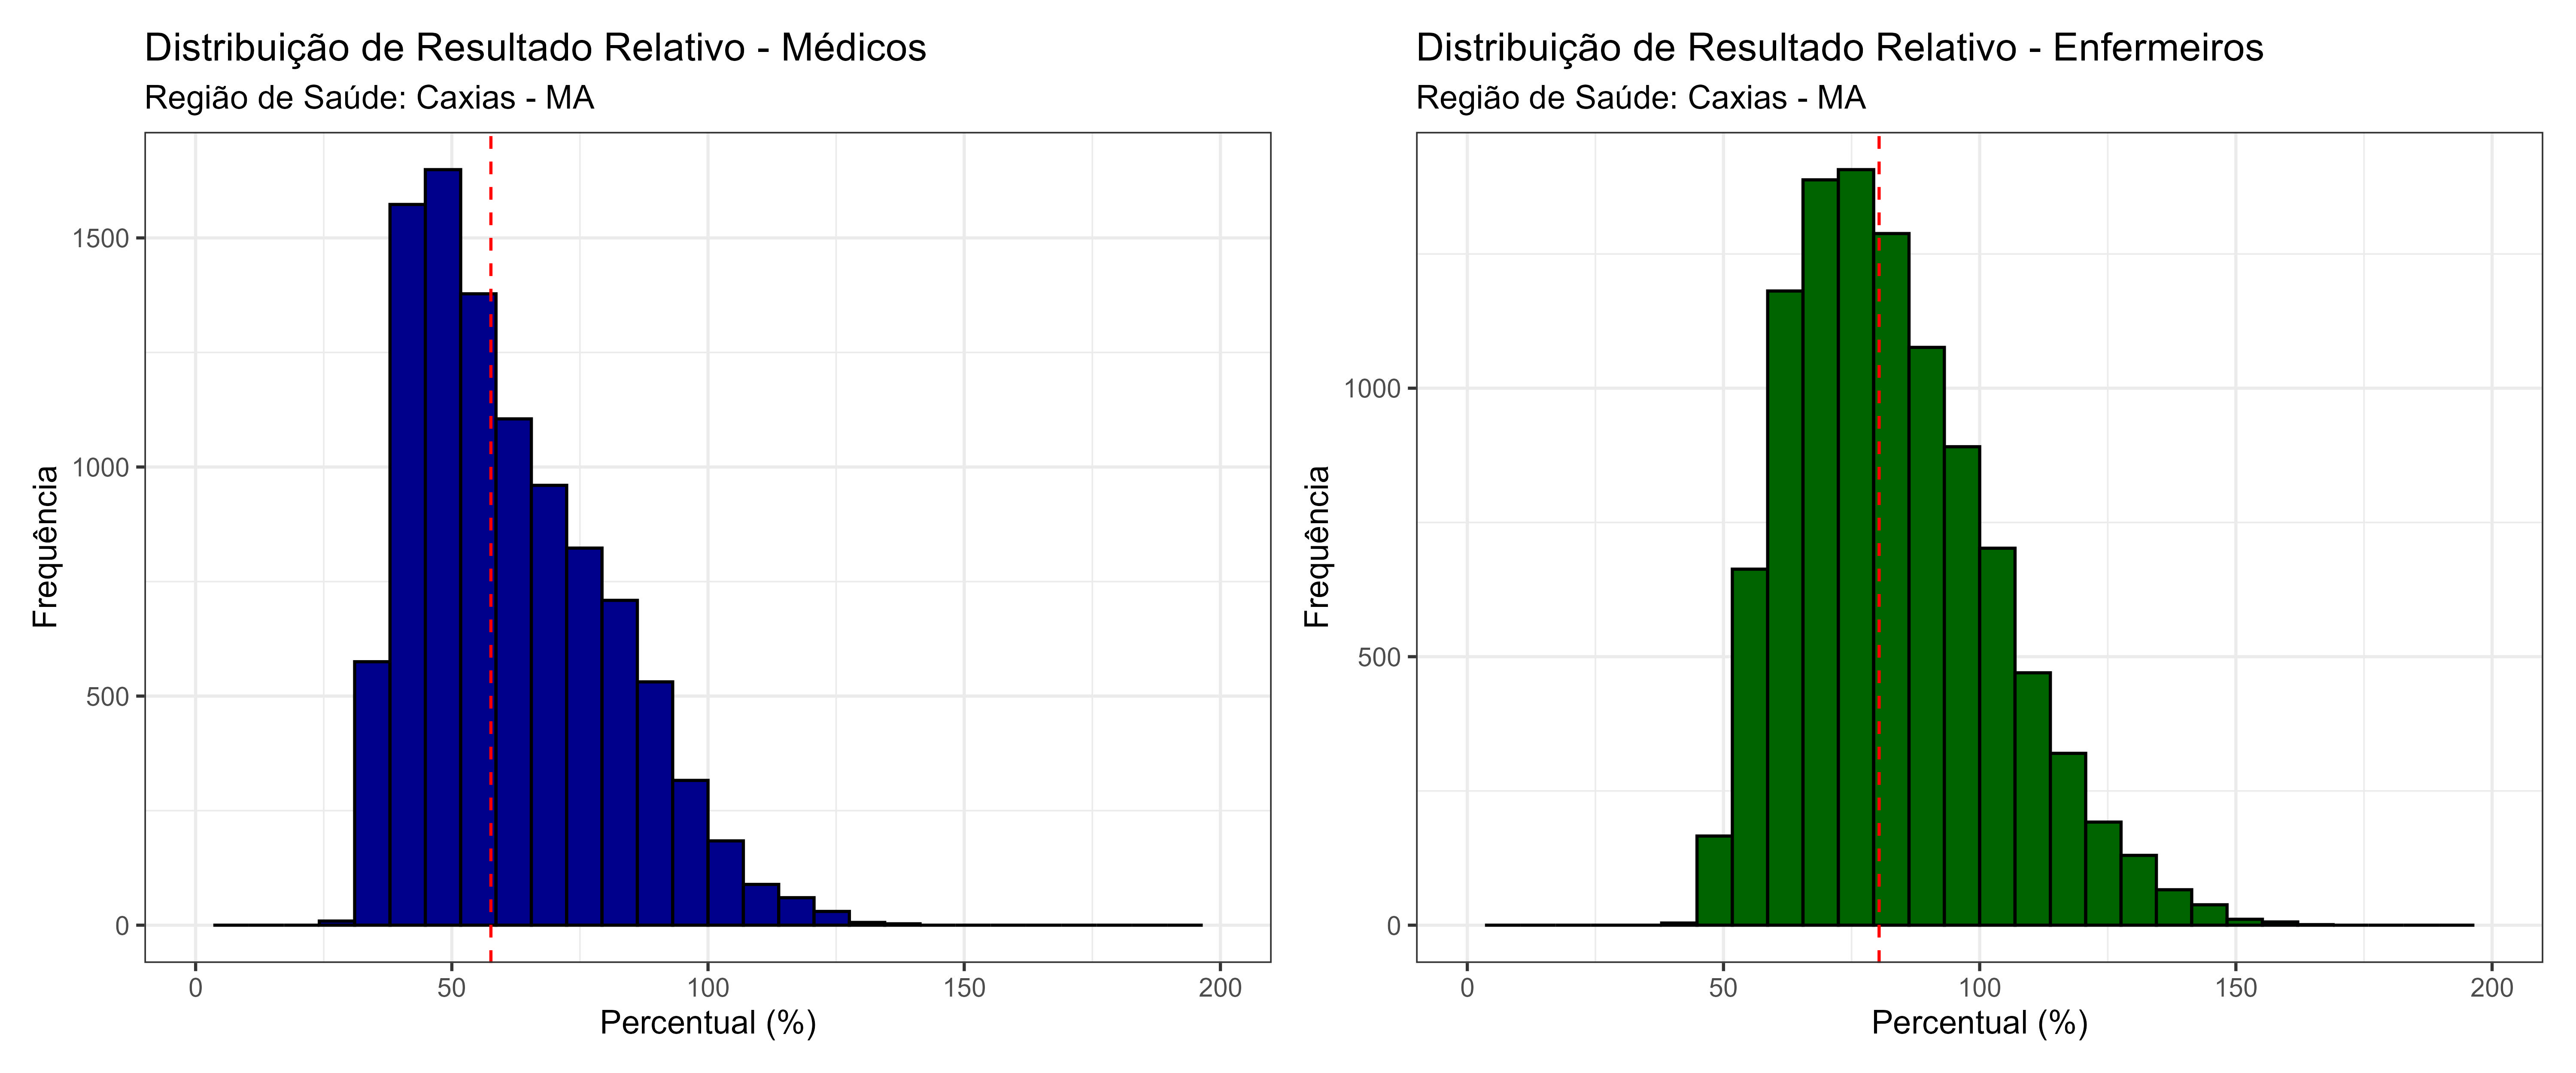 Distribuição de Resultado Relativo - Médicos
Região de Saúde: Caxias - MA
Frequência
1500
1000
500
0
0 50 100 150 200
Percentual (%)
Distribuição de Resultado Relativo - Enfermeiros
Região de Saúde: Caxias - MA
Frequência
1000
500
0
0 50 100 150 200
Percentual (%)